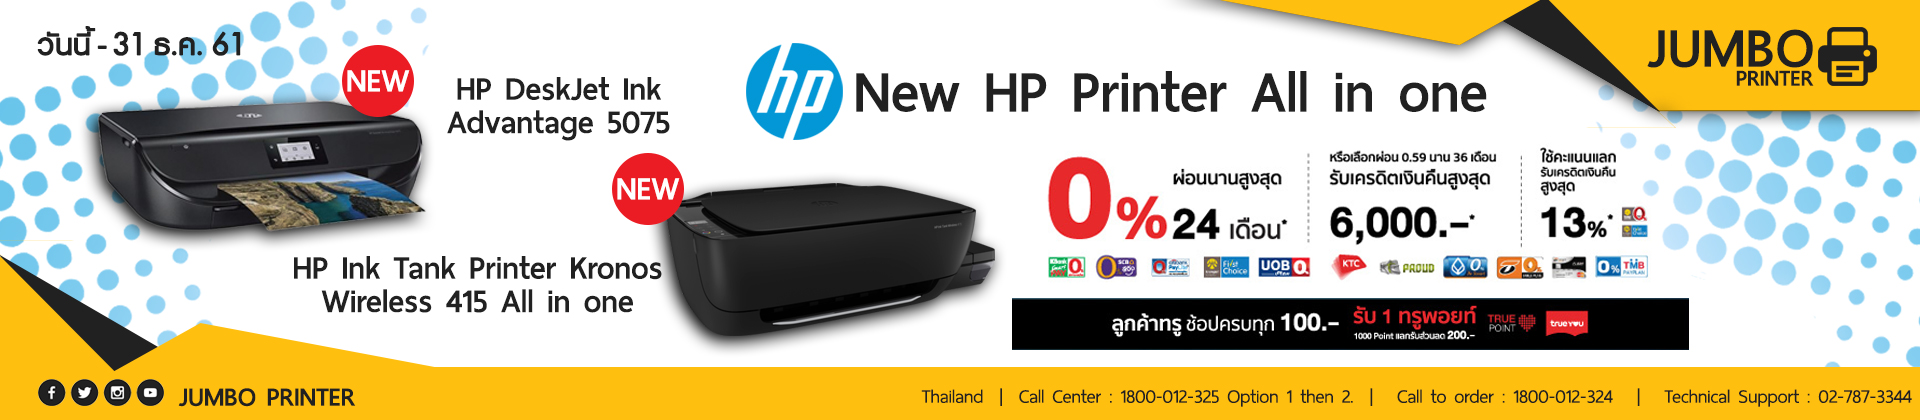 วันนี้ - 31 ธ.ค. 61
NEW
HP DeskJet Ink
Advantage 5075
NEW
HP Ink Tank Printer Kronos
Wireless 415 All in one
hp New HP Printer All in one
JUMBO
PRINTER
0%
ผ่อนนานสูงสุด
24 เดือน*
หรือเลือกผ่อน 0.59 นาน 36 เดือน
รับเครดิตเงินคืนสูงสุด
6,000.-*
ใช้คะแนนแลก
รับเครดิตเงินคืน
สูงสุด
13%*
First Choice
UOB
KTC
PROUD
0% TMB PAYPLAN
ลูกค้าทรู ช้อปครบทุก 100.- รับ 1 ทรูพอยท์
1000 Point แลกรับส่วนลด 200.-
TRUE POINT
true you
JUMBO PRINTER
Thailand | Call Center : 1800-012-325 Option 1 then 2. | Call to order : 1800-012-324 | Technical Support : 02-787-3344